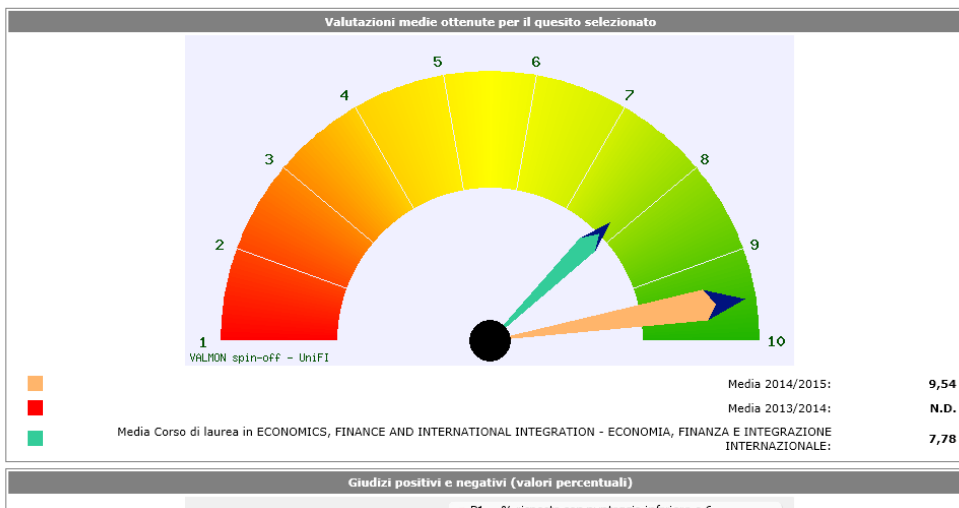 Valutazioni medie ottenute per il quesito selezionato
5
6
4
7
3
8
2
9
1
10
VALMON spin-off - UniFI
Media 2014/2015: 9,54
Media 2013/2014: N.D.
Media Corso di laurea in ECONOMICS, FINANCE AND INTERNATIONAL INTEGRATION - ECONOMIA, FINANZA E INTEGRAZIONE
INTERNAZIONALE: 7,78
Giudizi positivi e negativi (valori percentuali)